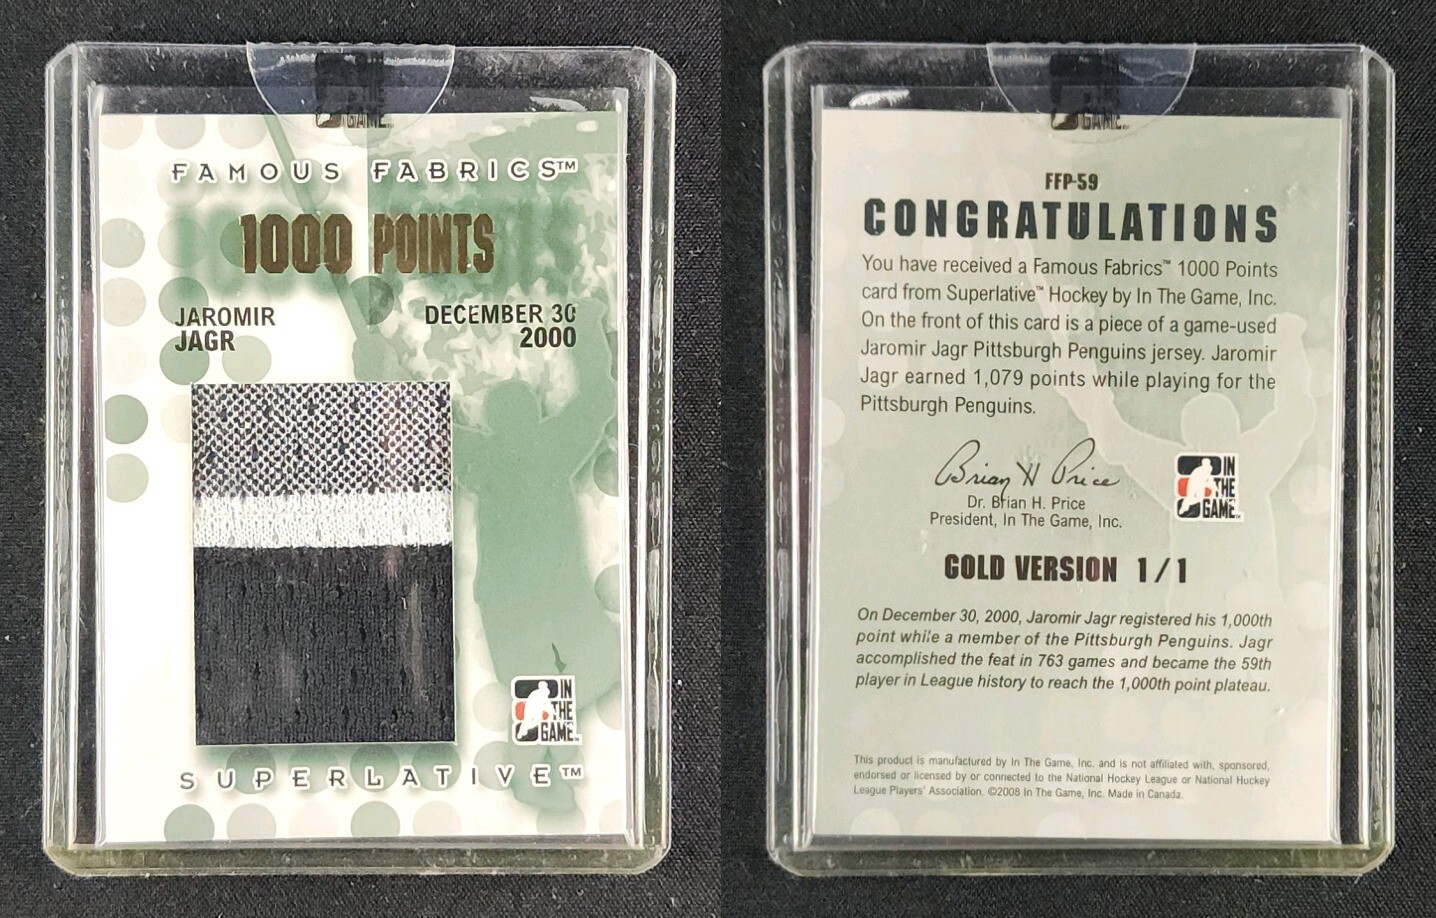 IN
THE
GAME
FAMOUS FABRICS™
1000 POINTS
JAROMIR
JAGR
DECEMBER 30
2000
IN
THE
GAME
SUPERLATIVE™
GAME
FFP-59
CONGRATULATIONS
You have received a Famous Fabrics™ 1000 Points
card from Superlative™ Hockey by In The Game, Inc.
On the front of this card is a piece of a game-used
Jaromir Jagr Pittsburgh Penguins jersey. Jaromir
Jagr earned 1,079 points while playing for the
Pittsburgh Penguins.
Brian H Price
Dr. Brian H. Price
President, In The Game, Inc.
IN
THE
GAME
GOLD VERSION 1/1
On December 30, 2000, Jaromir Jagr registered his 1,000th
point while a member of the Pittsburgh Penguins. Jagr
accomplished the feat in 763 games and became the 59th
player in League history to reach the 1,000th point plateau.
This product is manufactured by In The Game, Inc. and is not affiliated with, sponsored,
endorsed or licensed by or connected to the National Hockey League or National Hockey
League Players' Association. ©2008 In The Game, Inc. Made in Canada.